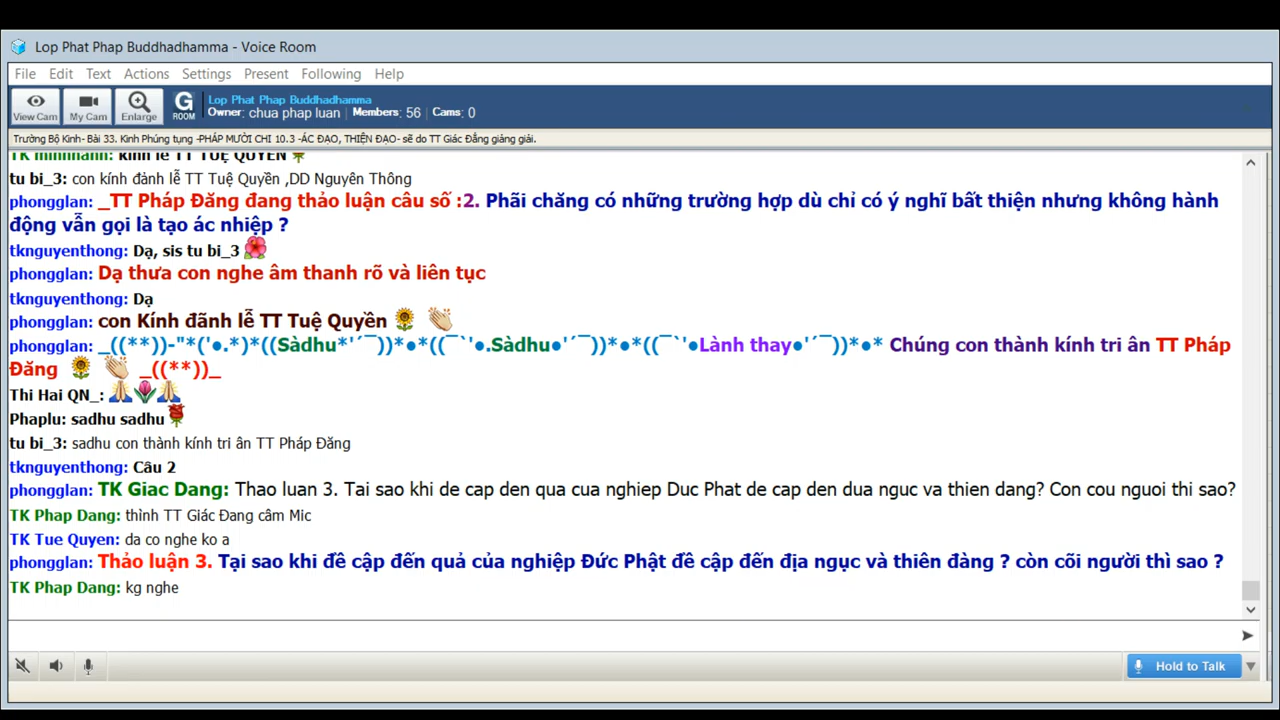 Lop Phat Phap Buddhadhamma - Voice Room
File Edit Text Actions Settings Present Following Help
View Cam My Cam Enlarge G ROOM Lop Phat Phap Buddhadhamma
Owner: chua phap luan | Members: 56 | Cams: 0
Trường Bộ Kinh- Bài 33. Kinh Phúng tụng -PHÁP MƯỜI CHI 10.3 -ÁC ĐẠO, THIỆN ĐẠO- sẽ do TT Giác Đẳng giảng giải.
TK minhhanh: kính lễ TT TUỆ QUYỀN
tu bi_3: con kính đành lễ TT Tuệ Quyền ,DD Nguyên Thông
phongglan: _TT Pháp Đăng đang thảo luận câu số :2. Phãi chăng có những trường hợp dù chỉ có ý nghĩ bất thiện nhưng không hành
động vẫn gọi là tạo ác nhiệp ?
tknguyenthong: Dạ, sis tu bi_3
phongglan: Dạ thưa con nghe âm thanh rõ và liên tục
tknguyenthong: Dạ
phongglan: con Kính đãnh lễ TT Tuệ Quyền
phongglan: _((**))-"*('●.*)*((Sàdhu*'´¯))*●*((¯`'●.Sàdhu●'´¯))*●*((¯`'●Lành thay●'´¯))*●* Chúng con thành kính tri ân TT Pháp
Đăng _((**))_
Thi Hai QN_:
Phaplu: sadhu sadhu
tu bi_3: sadhu con thành kính tri ân TT Pháp Đăng
tknguyenthong: Câu 2
phongglan: TK Giac Dang: Thao luan 3. Tai sao khi de cap den qua cua nghiep Duc Phat de cap den dua nguc va thien dang? Con cou nguoi thi sao?
TK Phap Dang: thỉnh TT Giác Đang câm Mic
TK Tue Quyen: da co nghe ko a
phongglan: Thảo luận 3. Tại sao khi đề cập đến quả của nghiệp Đức Phật đề cập đến địa ngục và thiên đàng ? còn cõi người thì sao ?
TK Phap Dang: kg nghe
Hold to Talk